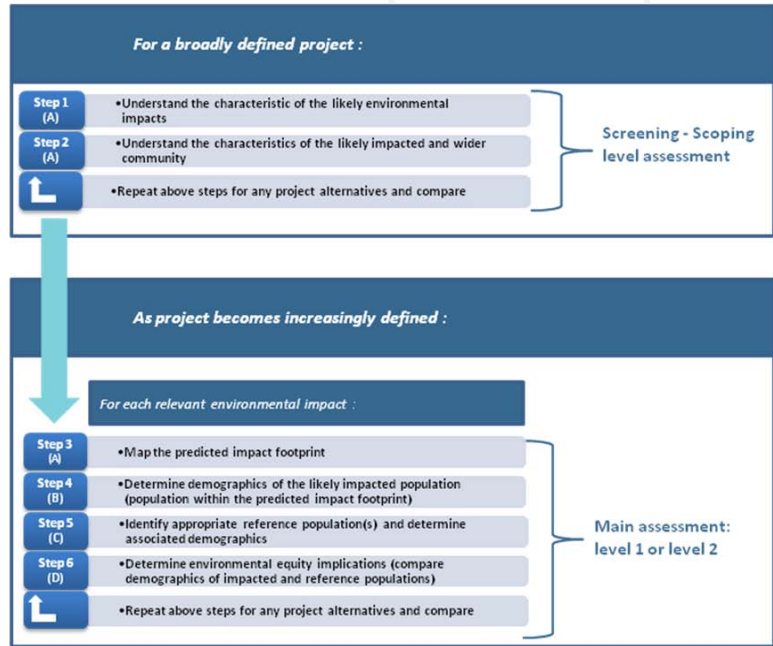 For a broadly defined project :
Step 1
(A)
•Understand the characteristic of the likely environmental
impacts
Step 2
(A)
•Understand the characteristics of the likely impacted and wider
community
•Repeat above steps for any project alternatives and compare
Screening - Scoping
level assessment
As project becomes increasingly defined :
For each relevant environmental impact :
Step 3
(A)
•Map the predicted impact footprint
Step 4
(B)
•Determine demographics of the likely impacted population
(population within the predicted impact footprint)
Step 5
(C)
•Identify appropriate reference population(s) and determine
associated demographics
Step 6
(D)
•Determine environmental equity implications (compare
demographics of impacted and reference populations)
•Repeat above steps for any project alternatives and compare
Main assessment:
level 1 or level 2